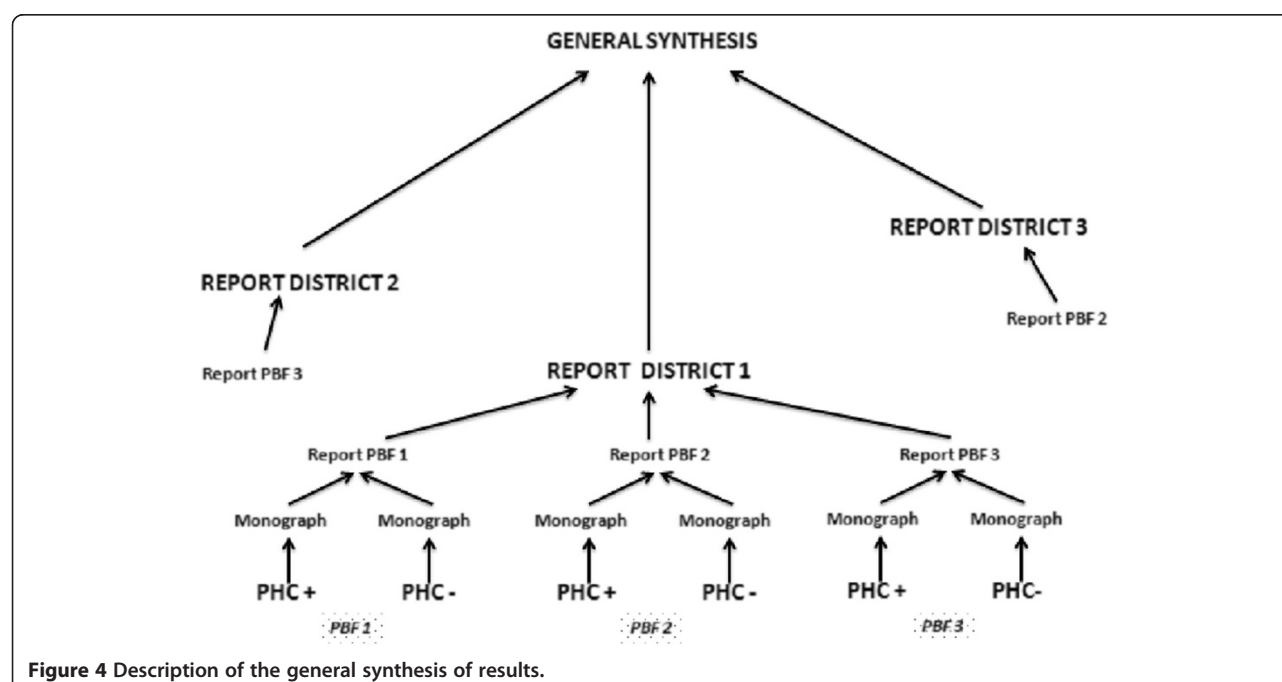 GENERAL SYNTHESIS
REPORT DISTRICT 3
REPORT DISTRICT 2
Report PBF 2
Report PBF 3
REPORT DISTRICT 1
Report PBF 1 Report PBF 2 Report PBF 3
Monograph Monograph Monograph Monograph Monograph Monograph
PHC + PHC - PHC + PHC - PHC + PHC-
PBF 1 PBF 2 PBF 3
Figure 4 Description of the general synthesis of results.